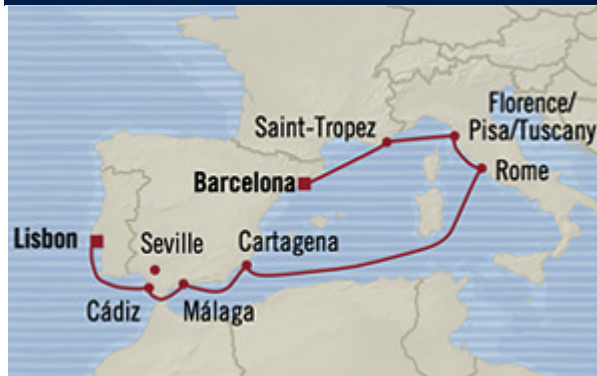 Florence/
Pisa/Tuscany
Saint-Tropez
Rome
Barcelona
Lisbon
Seville
Cartagena
Cádiz
Málaga